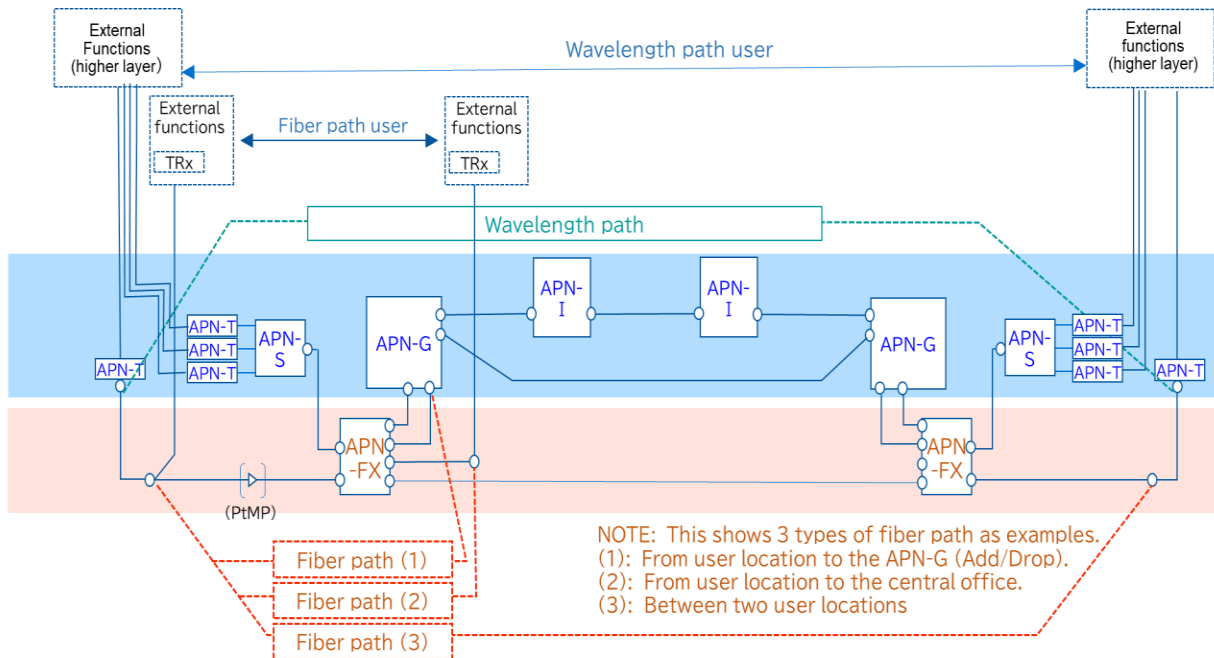 External
Functions
(higher layer)
Wavelength path user
External
functions
(higher layer)
External
functions
TRx
Fiber path user
External
functions
TRx
Wavelength path
APN-
I
APN-
I
APN-T
APN-T
APN-T
APN-T
APN-
S
APN-G
APN-G
APN-
S
APN-T
APN-T
APN-T
APN-T
APN
-FX
APN
-FX
(PtMP)
Fiber path (1)
Fiber path (2)
Fiber path (3)
NOTE: This shows 3 types of fiber path as examples.
(1): From user location to the APN-G (Add/Drop).
(2): From user location to the central office.
(3): Between two user locations